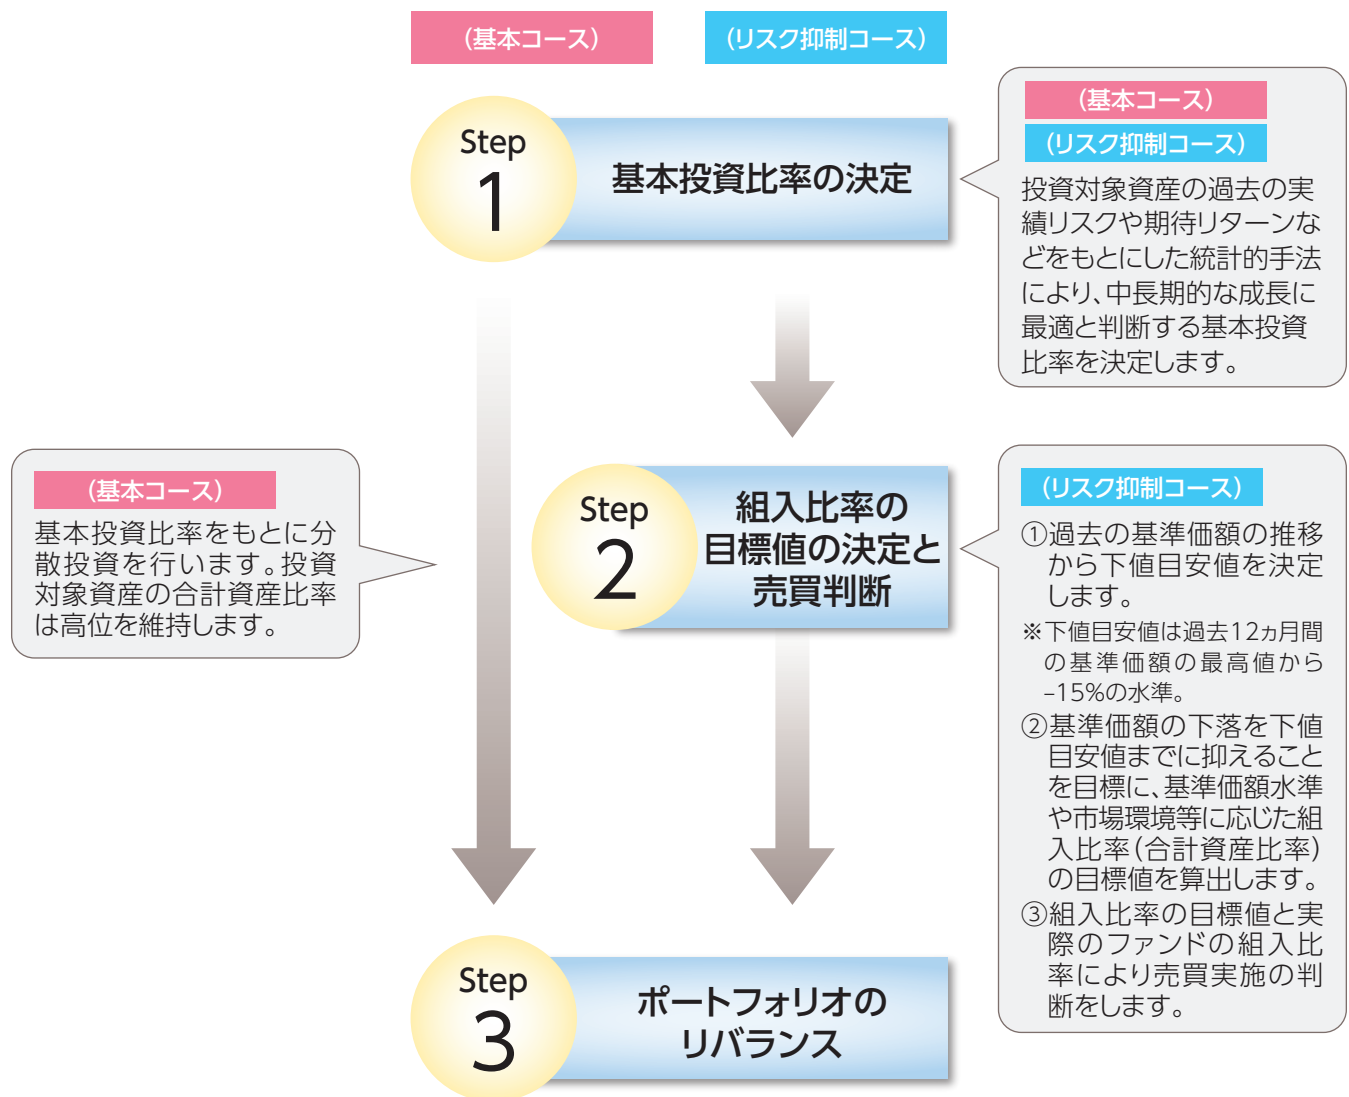 (基本コース)
(リスク抑制コース)
Step
1
基本投資比率の決定
(基本コース)
(リスク抑制コース)
投資対象資産の過去の実
績リスクや期待リターンな
どをもとにした統計的手法
により、中長期的な成長に
最適と判断する基本投資
比率を決定します。
(基本コース)
基本投資比率をもとに分
散投資を行います。投資
対象資産の合計資産比率
は高位を維持します。
Step
2
組入比率の
目標値の決定と
売買判断
(リスク抑制コース)
①過去の基準価額の推移
から下値目安値を決定
します。
※下値目安値は過去12ヵ月間
の基準価額の最高値から
–15%の水準。
②基準価額の下落を下値
目安値までに抑えること
を目標に、基準価額水準
や市場環境等に応じた組
入比率(合計資産比率)
の目標値を算出します。
③組入比率の目標値と実
際のファンドの組入比
率により売買実施の判
断をします。
Step
3
ポートフォリオの
リバランス